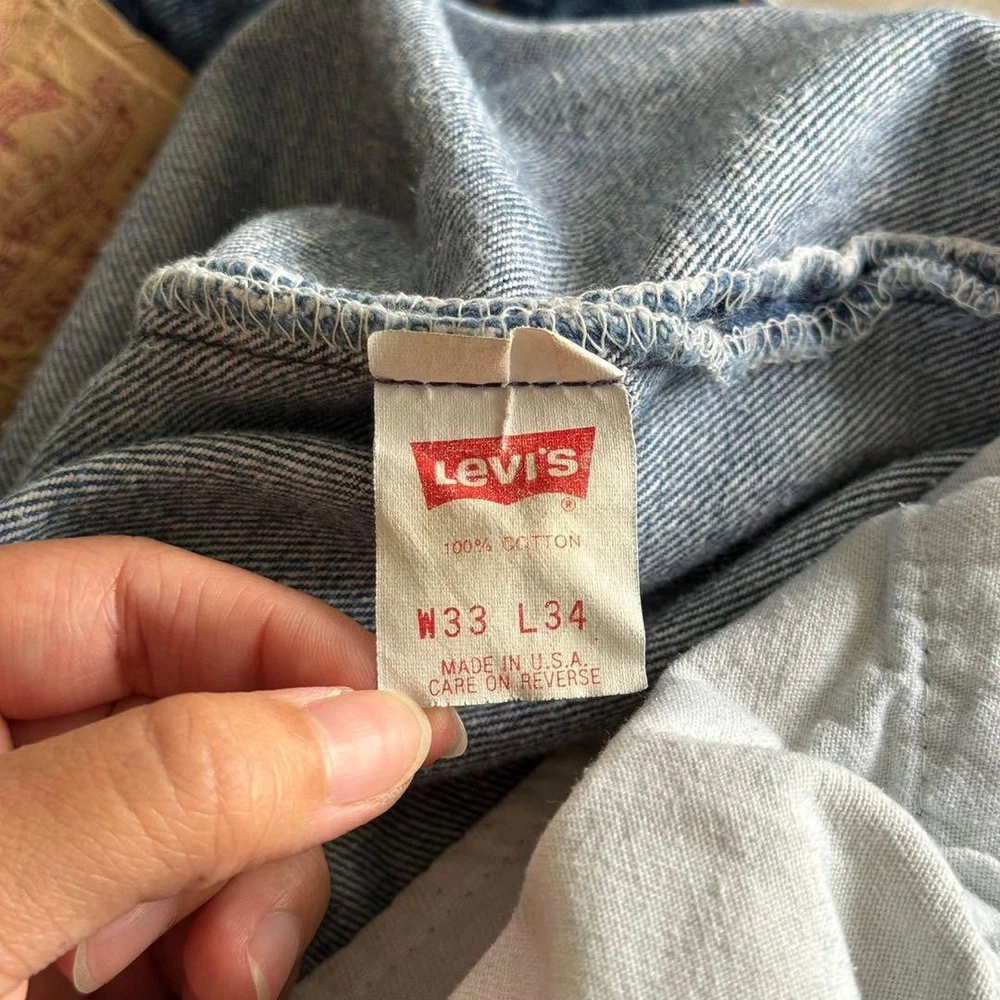 Levi's
®
100% COTTON
W33 L34
MADE IN U.S.A.
CARE ON REVERSE